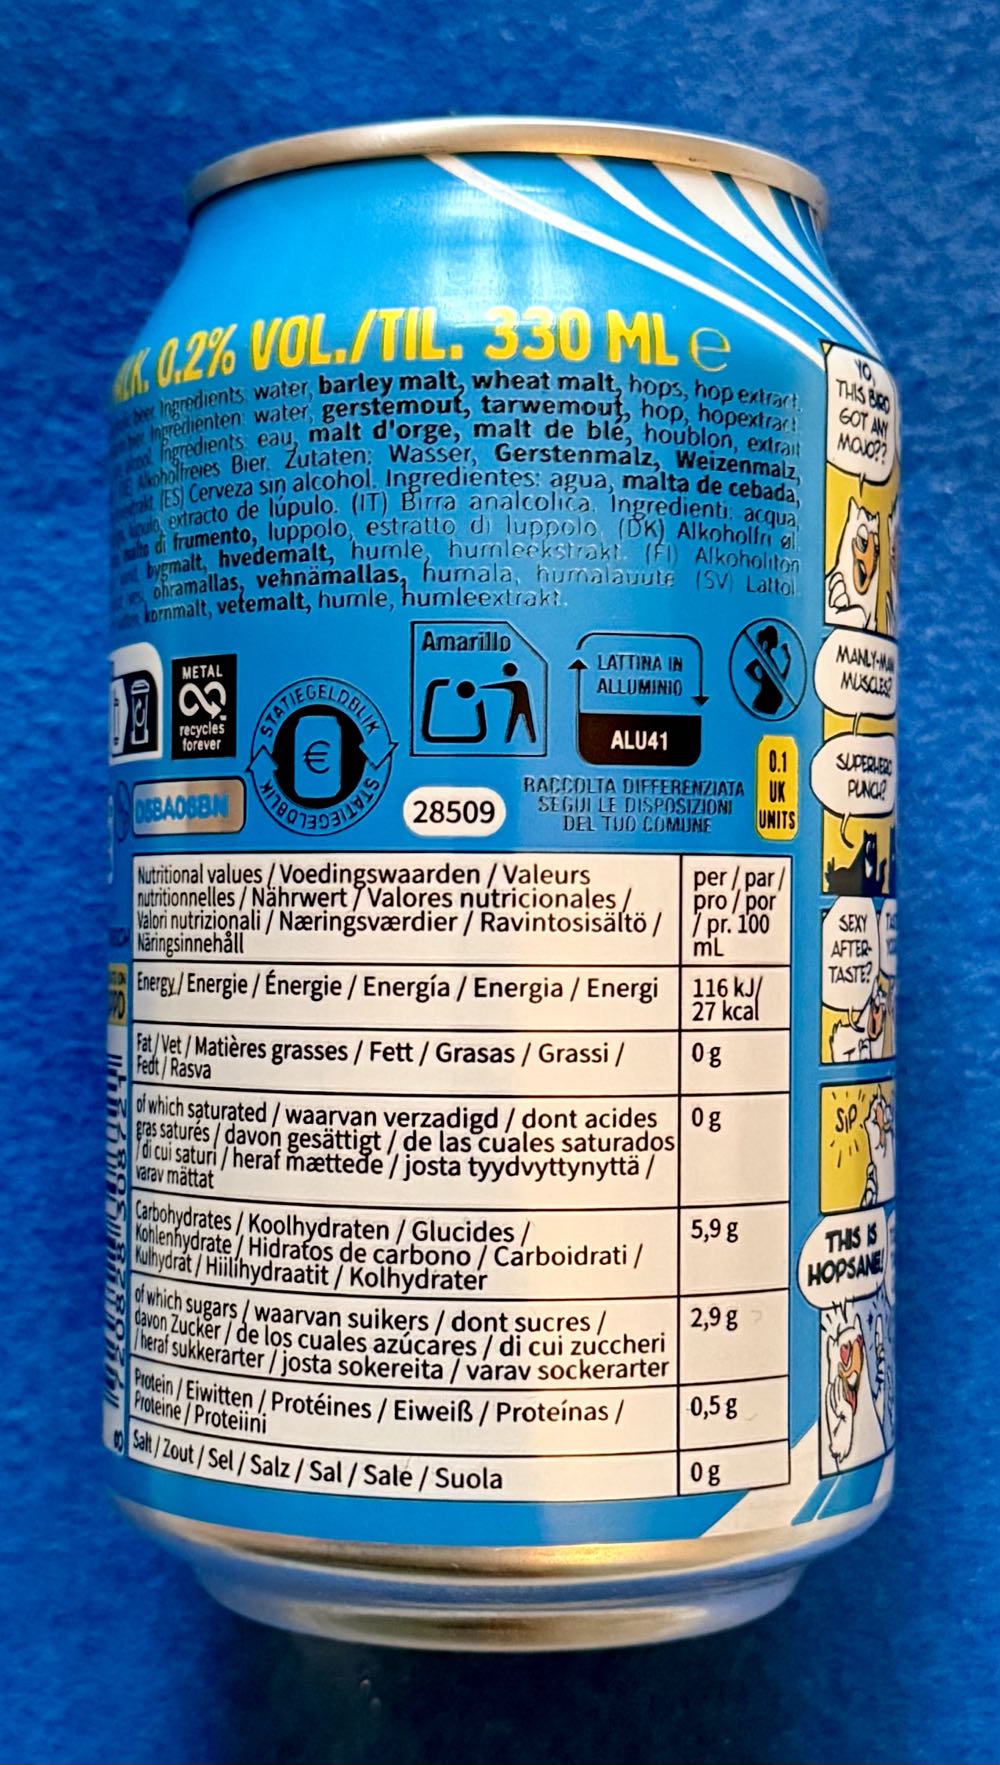 ALK. 0.2% VOL./TIL. 330 ML ℮
beer. Ingredients: water, barley malt, wheat malt, hops, hop extract.
Ingrediënten: water, gerstemout, tarwemout, hop, hopextract.
alcool. Ingrédients: eau, malt d'orge, malt de blé, houblon, extrait
Alkoholfreies Bier. Zutaten: Wasser, Gerstenmalz, Weizenmalz,
(ES) Cerveza sin alcohol. Ingredientes: agua, malta de cebada,
extracto de lúpulo. (IT) Birra analcolica. Ingredienti: acqua,
malto di frumento, luppolo, estratto di luppolo. (DK) Alkoholfri øl.
bygmalt, hvedemalt, humle, humleekstrakt. (FI) Alkoholiton
ohramallas, vehnämallas, humala, humalauute (SV) Lättöl
kornmalt, vetemalt, humle, humleextrakt.
METAL
recycles
forever
STATIEGELDBLIK
€
STATIEGELDBLIK
STATIEGELDBLIK
Amarillo
LATTINA IN
ALLUMINIO
ALU41
RACCOLTA DIFFERENZIATA
SEGUI LE DISPOSIZIONI
DEL TUO COMUNE
0.1
UK
UNITS
28509
Nutritional values / Voedingswaarden / Valeurs
nutritionnelles / Nährwert / Valores nutricionales /
Valori nutrizionali / Næringsværdier / Ravintosisältö /
Näringsinnehåll
per / par /
pro / por
/ pr. 100
mL
Energy / Energie / Énergie / Energía / Energia / Energi
116 kJ/
27 kcal
Fat / Vet / Matières grasses / Fett / Grasas / Grassi /
Fedt / Rasva
0 g
of which saturated / waarvan verzadigd / dont acides
gras saturés / davon gesättigt / de las cuales saturados
/ di cui saturi / heraf mættede / josta tyydvyttynyttä /
varav mättat
0 g
Carbohydrates / Koolhydraten / Glucides /
Kohlenhydrate / Hidratos de carbono / Carboidrati /
Kulhydrat / Hiilihydraatit / Kolhydrater
5,9 g
of which sugars / waarvan suikers / dont sucres /
davon Zucker / de los cuales azúcares / di cui zuccheri
/ heraf sukkerarter / josta sokereita / varav sockerarter
2,9 g
Protein / Eiwitten / Protéines / Eiweiß / Proteínas /
Proteine / Proteiini
0,5 g
Salt / Zout / Sel / Salz / Sal / Sale / Suola
0 g
YO,
THIS BIRD
GOT ANY
MOJO??
MANLY-MAN
MUSCLES?
SUPERHERO
PUNCH?
SEXY
AFTER-
TASTE?
SIP
THIS IS
HOPSANE!